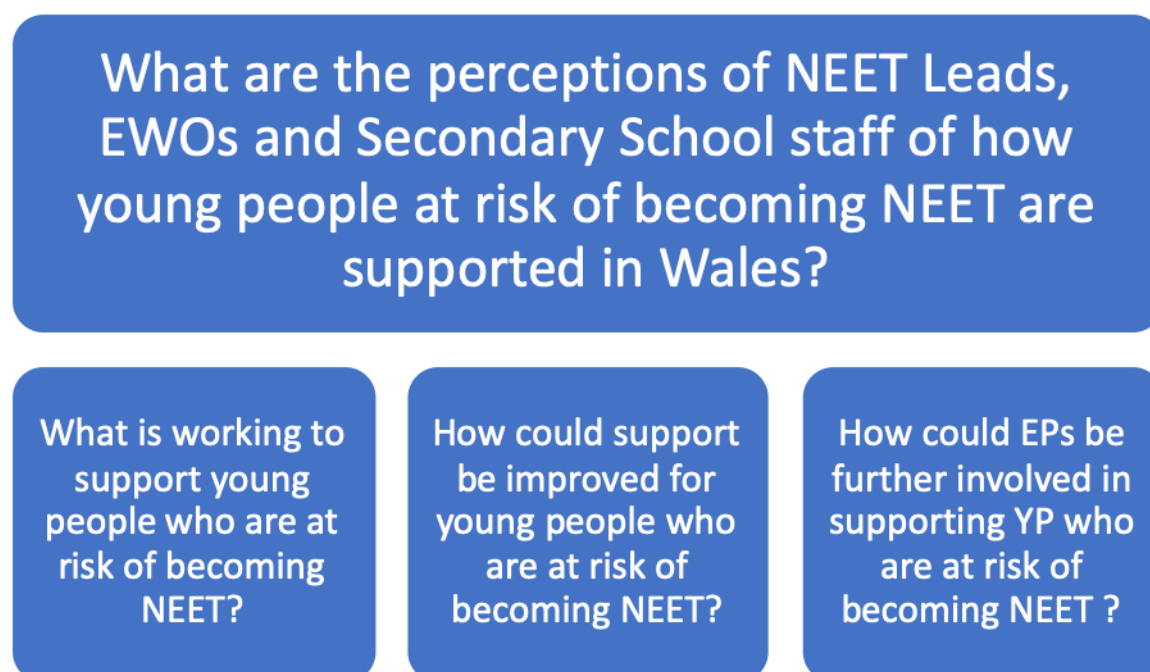 What are the perceptions of NEET Leads,
EWOs and Secondary School staff of how
young people at risk of becoming NEET are
supported in Wales?
What is working to
support young
people who are at
risk of becoming
NEET?
How could support
be improved for
young people who
are at risk of
becoming NEET?
How could EPs be
further involved in
supporting YP who
are at risk of
becoming NEET ?